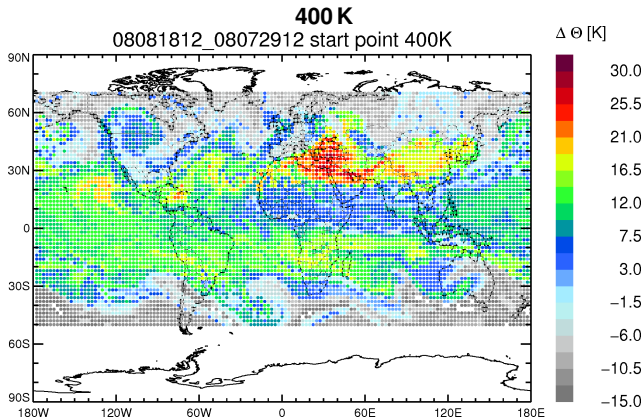 400 K
08081812_08072912 start point 400K
Δ Θ [K]
90N
60N
30N
0
30S
60S
90S
180W
120W
60W
0
60E
120E
180E
30.0
25.5
21.0
16.5
12.0
7.5
3.0
−1.5
−6.0
−10.5
−15.0